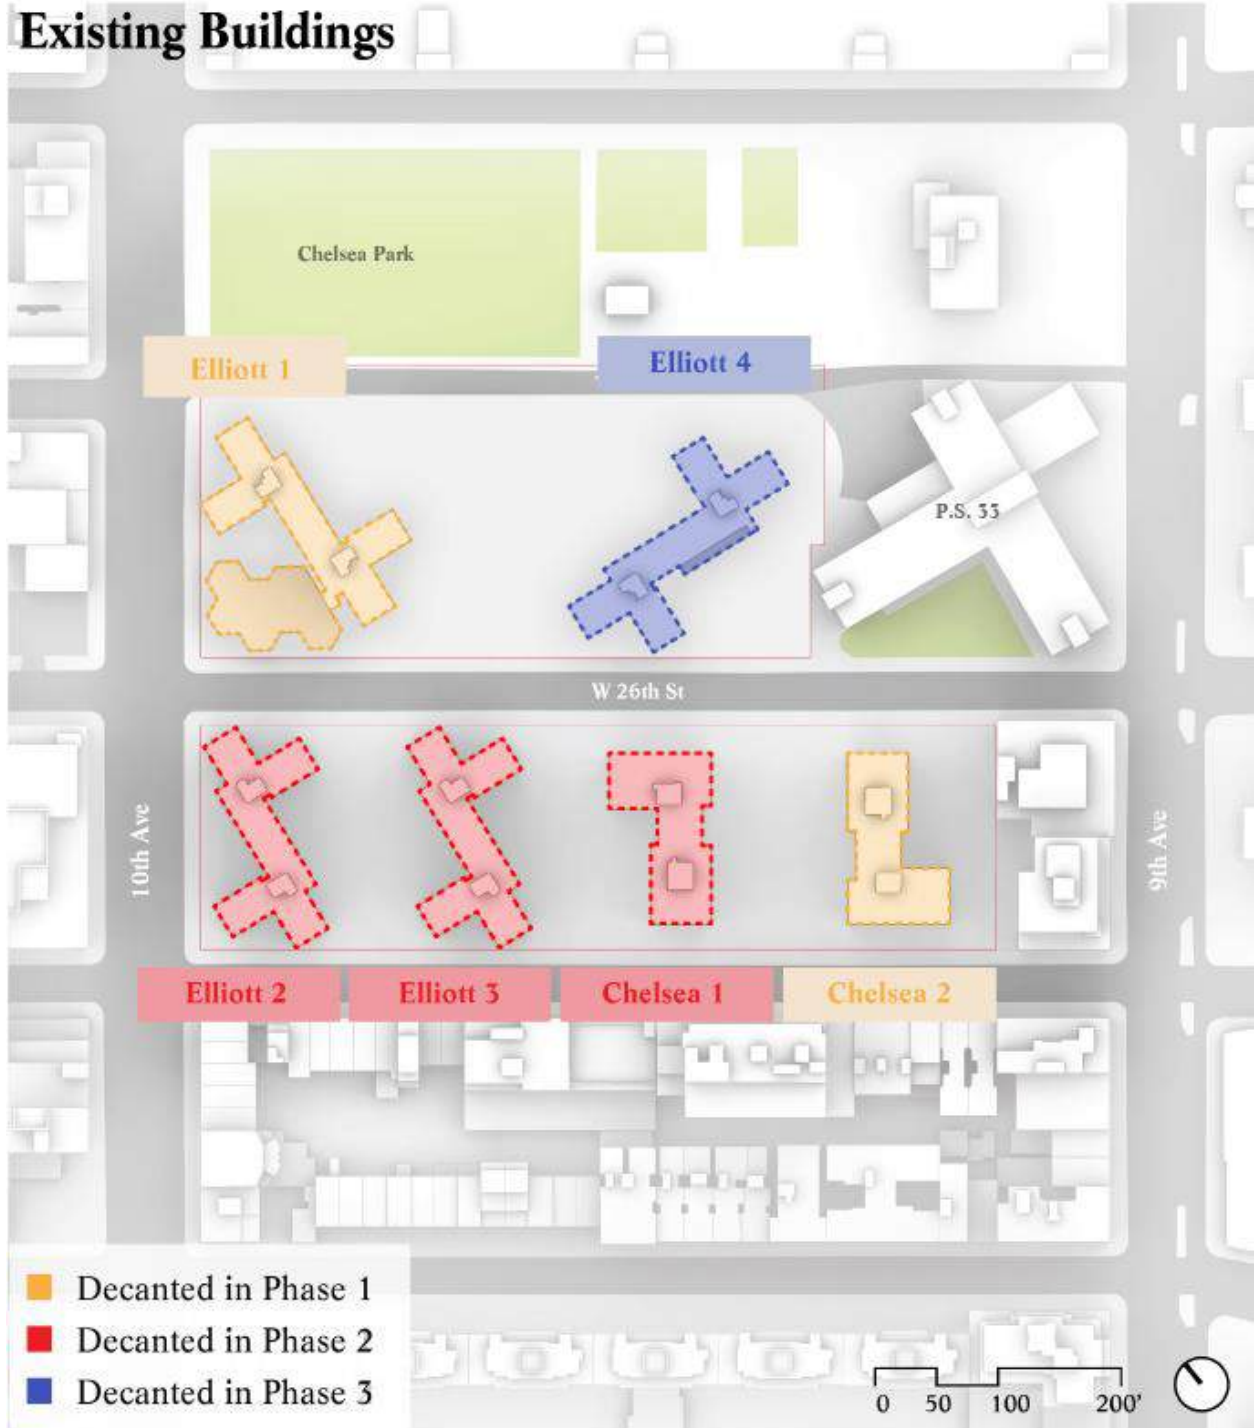 Existing Buildings
Chelsea Park
Elliott 1
Elliott 4
P.S. 33
W 26th St
10th Ave
9th Ave
Elliott 2
Elliott 3
Chelsea 1
Chelsea 2
Decanted in Phase 1
Decanted in Phase 2
Decanted in Phase 3
0 50 100 200'